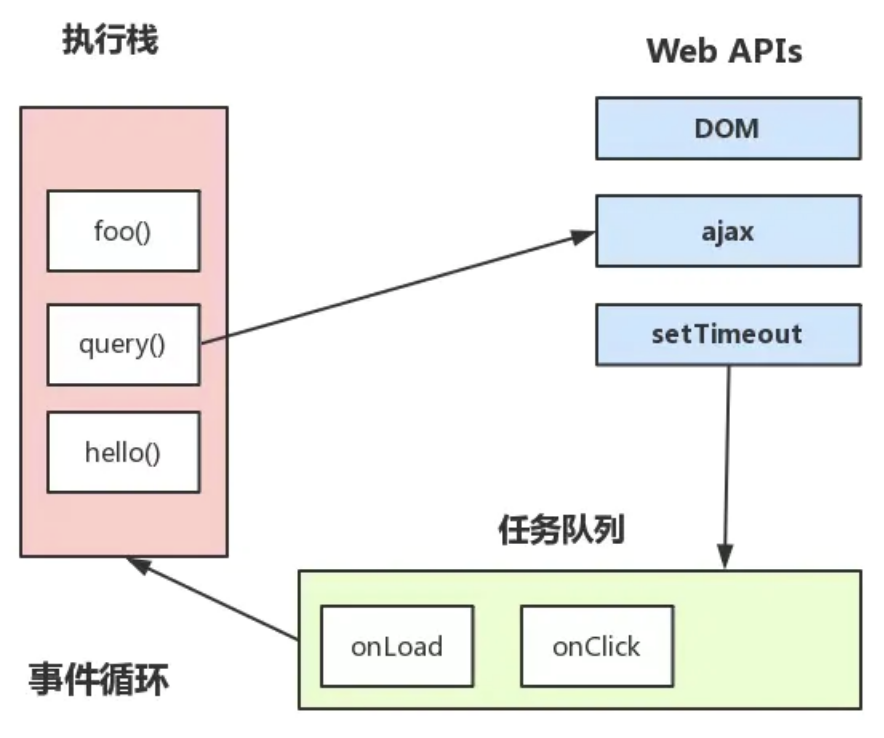 执行栈
Web APIs
DOM
foo()
ajax
query()
setTimeout
hello()
任务队列
onLoad
onClick
事件循环